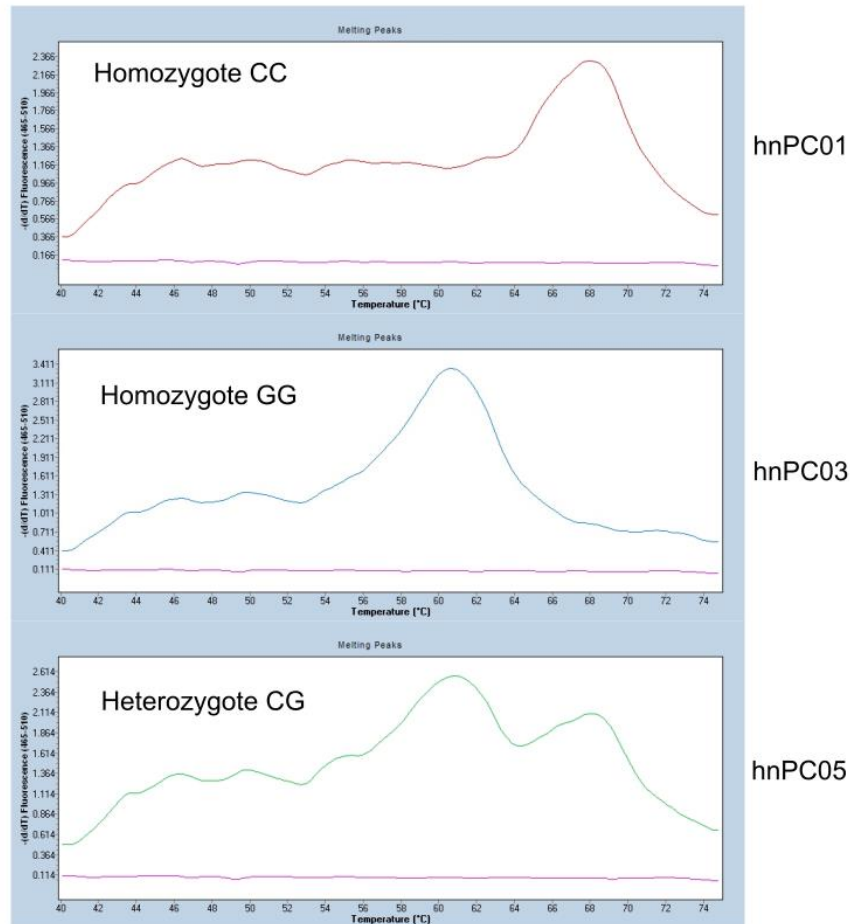 Melting Peaks
Homozygote CC
hnPC01
-(d/dT) Fluorescence (465-510)
2.366
2.166
1.966
1.766
1.566
1.366
1.166
0.966
0.766
0.566
0.366
0.166
40 42 44 46 48 50 52 54 56 58 60 62 64 66 68 70 72 74
Temperature (°C)
Melting Peaks
Homozygote GG
hnPC03
-(d/dT) Fluorescence (465-510)
3.411
3.111
2.811
2.511
2.211
1.911
1.611
1.311
1.011
0.711
0.411
0.111
40 42 44 46 48 50 52 54 56 58 60 62 64 66 68 70 72 74
Temperature (°C)
Melting Peaks
Heterozygote CG
hnPC05
-(d/dT) Fluorescence (465-510)
2.614
2.364
2.114
1.864
1.614
1.364
1.114
0.864
0.614
0.364
0.114
40 42 44 46 48 50 52 54 56 58 60 62 64 66 68 70 72 74
Temperature (°C)